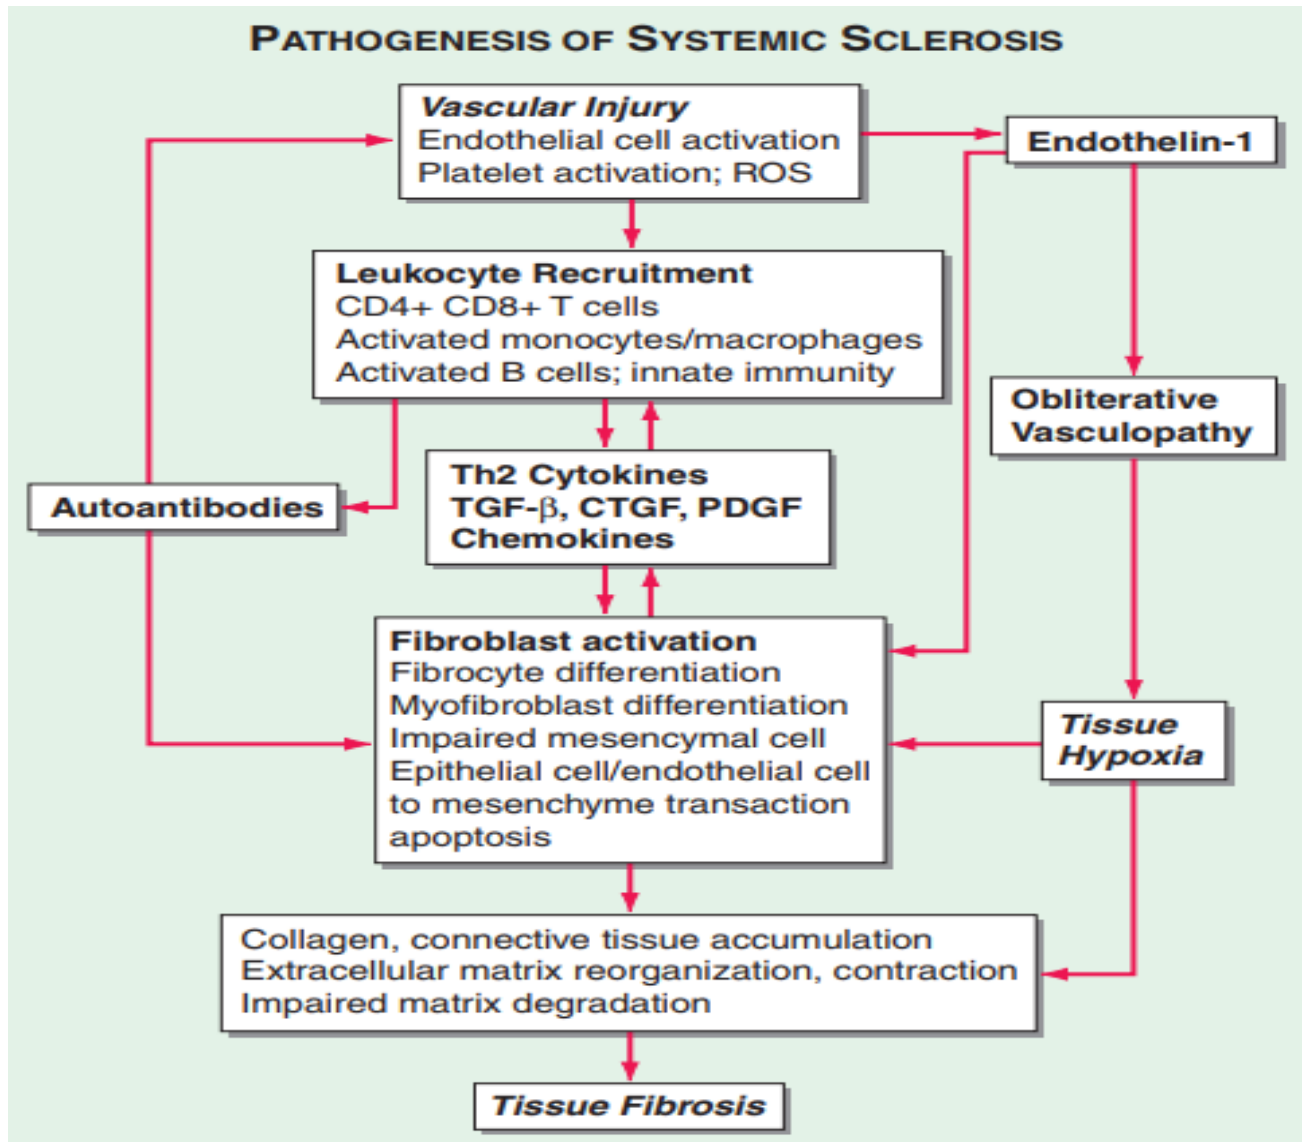 PATHOGENESIS OF SYSTEMIC SCLEROSIS
Vascular Injury
Endothelial cell activation
Platelet activation; ROS
Endothelin-1
Leukocyte Recruitment
CD4+ CD8+ T cells
Activated monocytes/macrophages
Activated B cells; innate immunity
Obliterative
Vasculopathy
Th2 Cytokines
TGF-β, CTGF, PDGF
Chemokines
Autoantibodies
Fibroblast activation
Fibrocyte differentiation
Myofibroblast differentiation
Impaired mesencymal cell
Epithelial cell/endothelial cell
to mesenchyme transaction
apoptosis
Tissue
Hypoxia
Collagen, connective tissue accumulation
Extracellular matrix reorganization, contraction
Impaired matrix degradation
Tissue Fibrosis